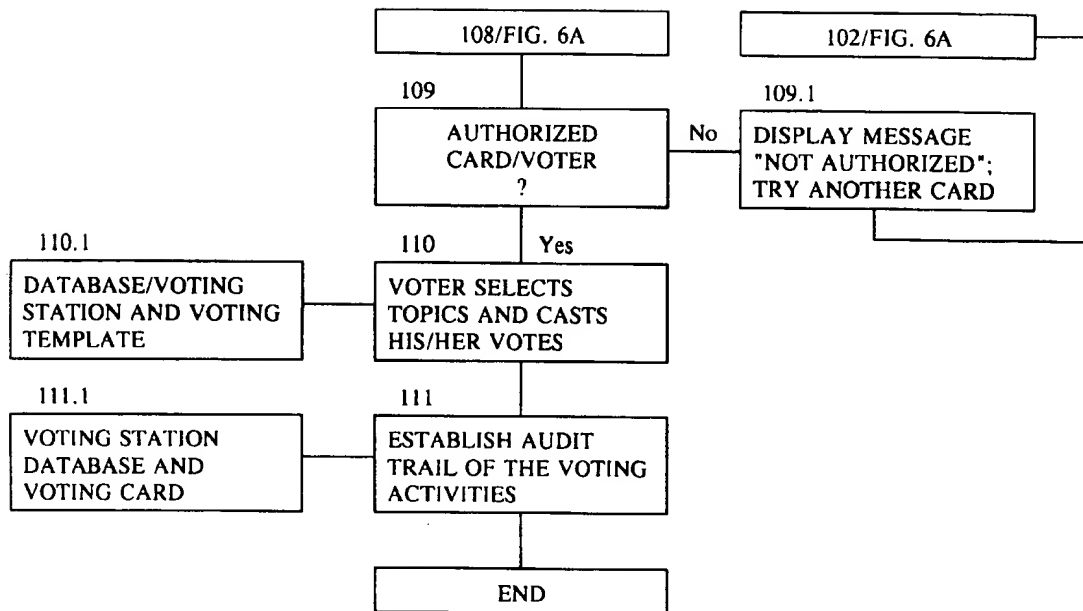 108/FIG. 6A
102/FIG. 6A
109
AUTHORIZED
CARD/VOTER
?
No
109.1
DISPLAY MESSAGE
"NOT AUTHORIZED";
TRY ANOTHER CARD
Yes
110.1
DATABASE/VOTING
STATION AND VOTING
TEMPLATE
110
VOTER SELECTS
TOPICS AND CASTS
HIS/HER VOTES
111.1
VOTING STATION
DATABASE AND
VOTING CARD
111
ESTABLISH AUDIT
TRAIL OF THE VOTING
ACTIVITIES
END